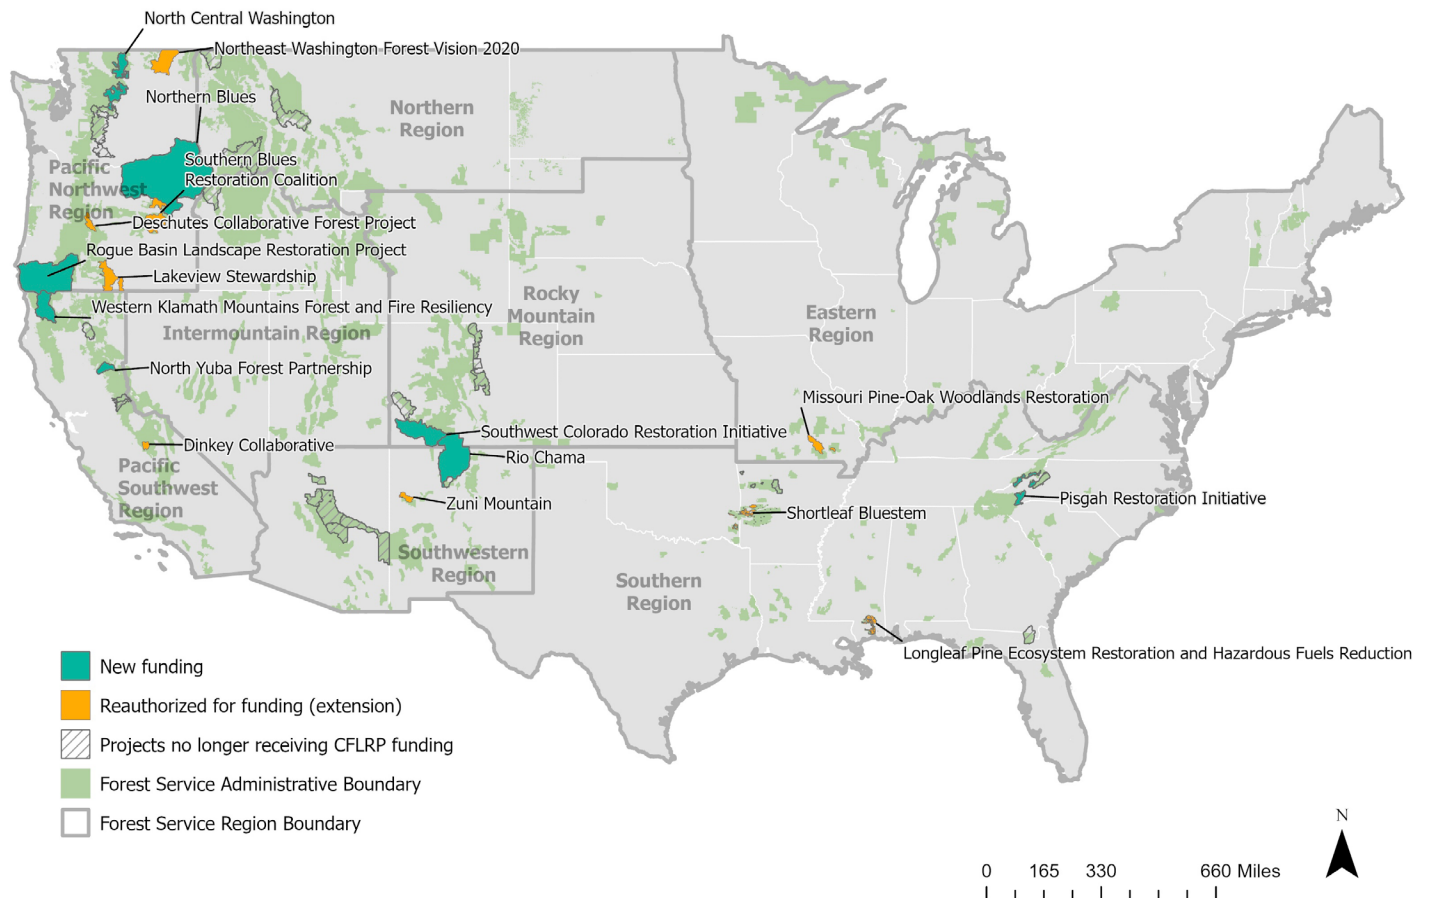 North Central Washington
Northeast Washington Forest Vision 2020
Northern Blues
Northern
Region
Southern Blues
Restoration Coalition
Pacific
Northwest
Region
Deschutes Collaborative Forest Project
Rogue Basin Landscape Restoration Project
Lakeview Stewardship
Western Klamath Mountains Forest and Fire Resiliency
Intermountain Region
Rocky
Mountain
Region
Eastern
Region
North Yuba Forest Partnership
Missouri Pine-Oak Woodlands Restoration
Southwest Colorado Restoration Initiative
Dinkey Collaborative
Rio Chama
Pacific
Southwest
Region
Zuni Mountain
Pisgah Restoration Initiative
Shortleaf Bluestem
Southwestern
Region
Southern
Region
Longleaf Pine Ecosystem Restoration and Hazardous Fuels Reduction
New funding
Reauthorized for funding (extension)
Projects no longer receiving CFLRP funding
Forest Service Administrative Boundary
Forest Service Region Boundary
N
0 165 330 660 Miles